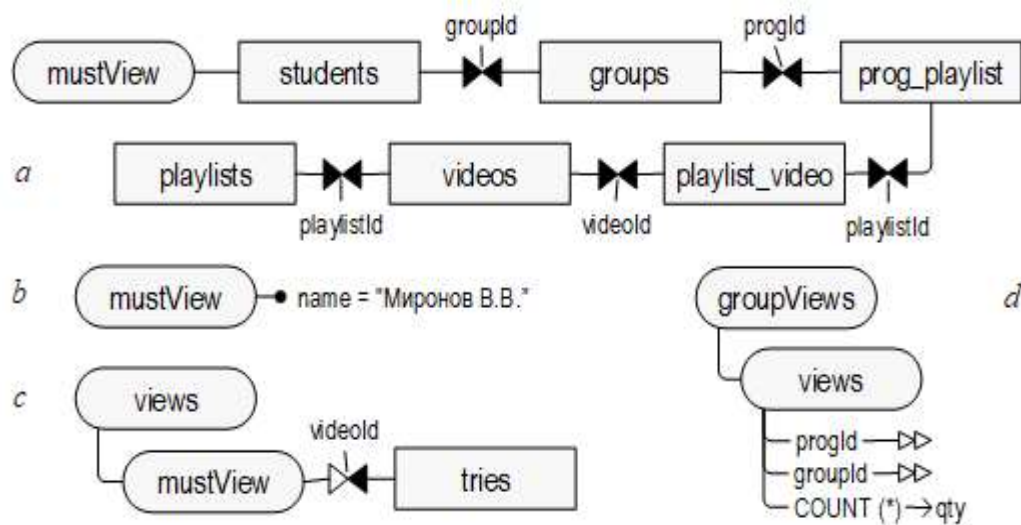 groupId progId
mustView students groups prog_playlist
a playlists videos playlist_video
playlistId videoId playlistId
b mustView name = "Миронов В.В."
groupViews d
c views
views
videoId
mustView tries
progId
groupId
COUNT (*) → qty